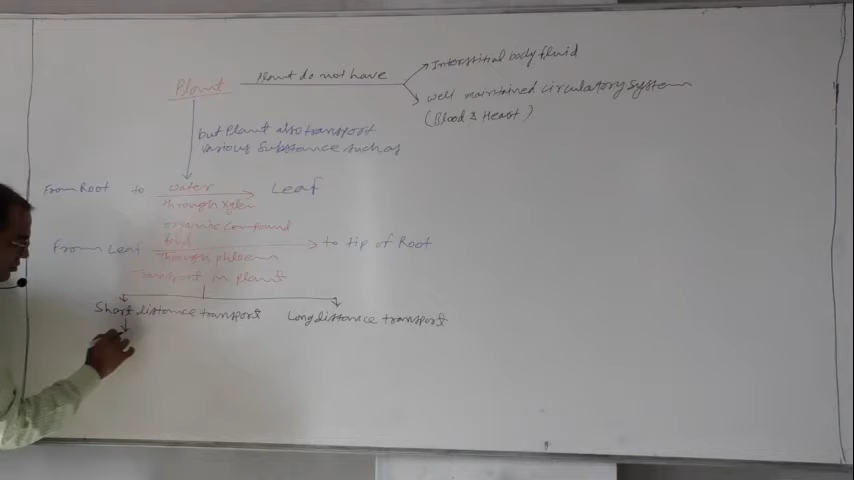 Plant
Plant do not have
Interstitial body fluid
well maintained circulatory system
(Blood & Heart)
but Plant also transport
various substance such as
From Root to water Leaf
through xylem
organic compound
food
From Leaf to tip of Root
through phloem
Transport in plant
Short distance transport Long distance transport